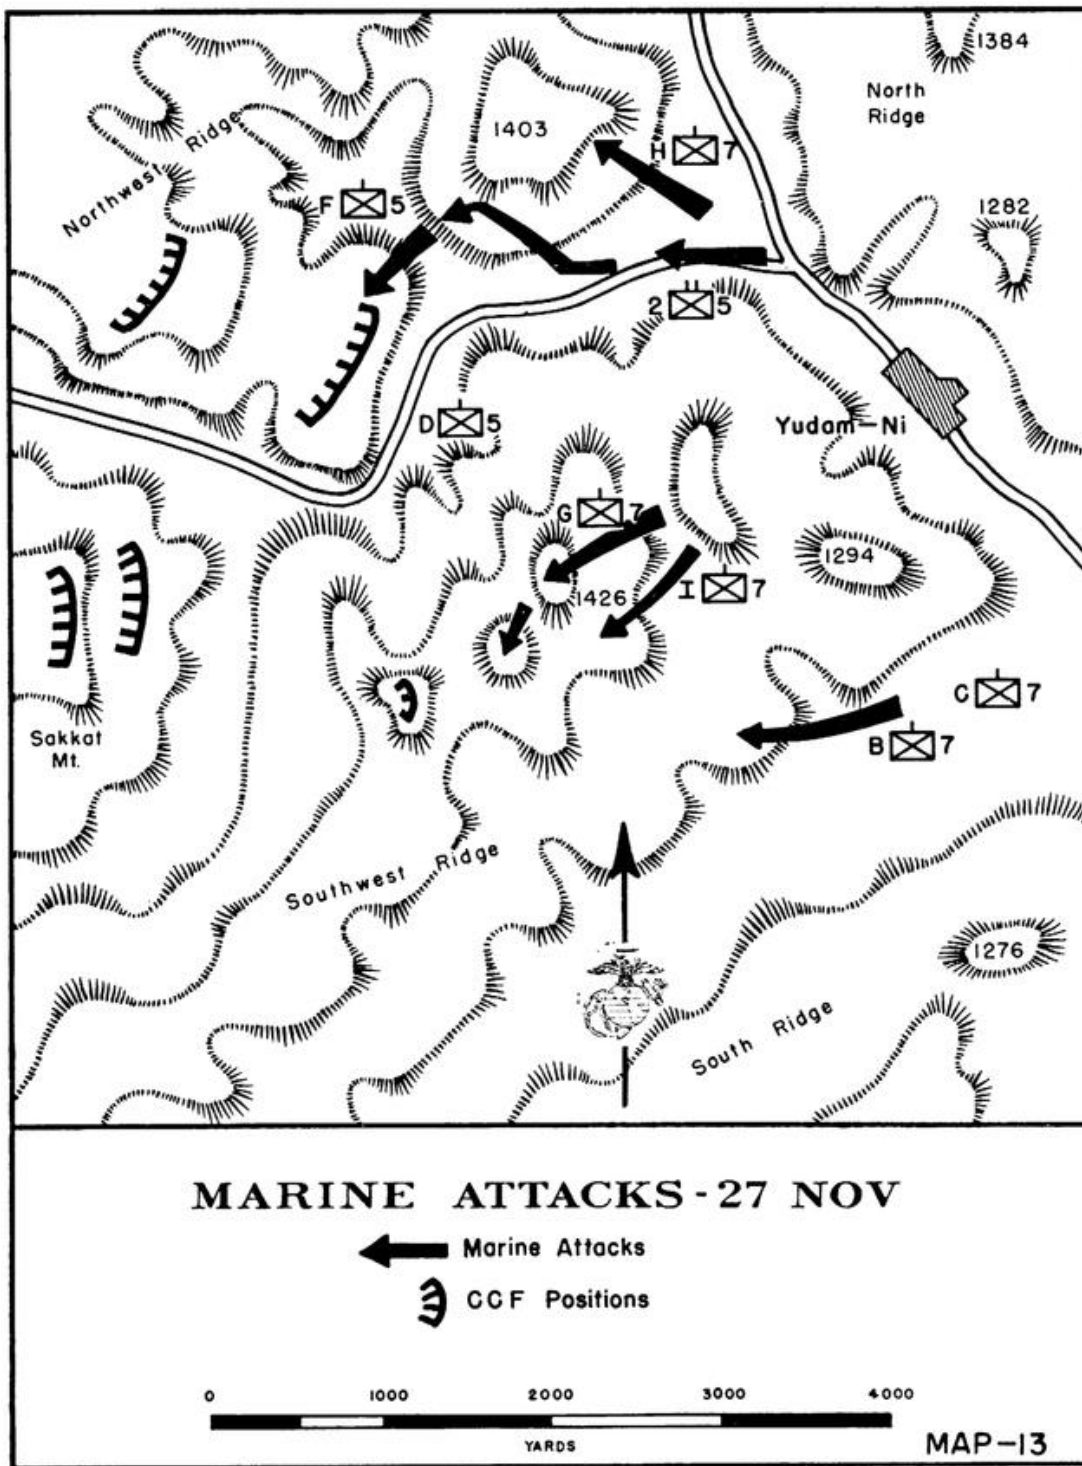 1384
North
Ridge
1403
H 7
Northwest Ridge
F 5
1282
2 5
D 5
Yudam-Ni
G 7
1294
1426
I 7
C 7
B 7
Sakkat
Mt.
Southwest Ridge
1276
South Ridge
MARINE ATTACKS-27 NOV
Marine Attacks
CCF Positions
0 1000 2000 3000 4000
YARDS
MAP-13